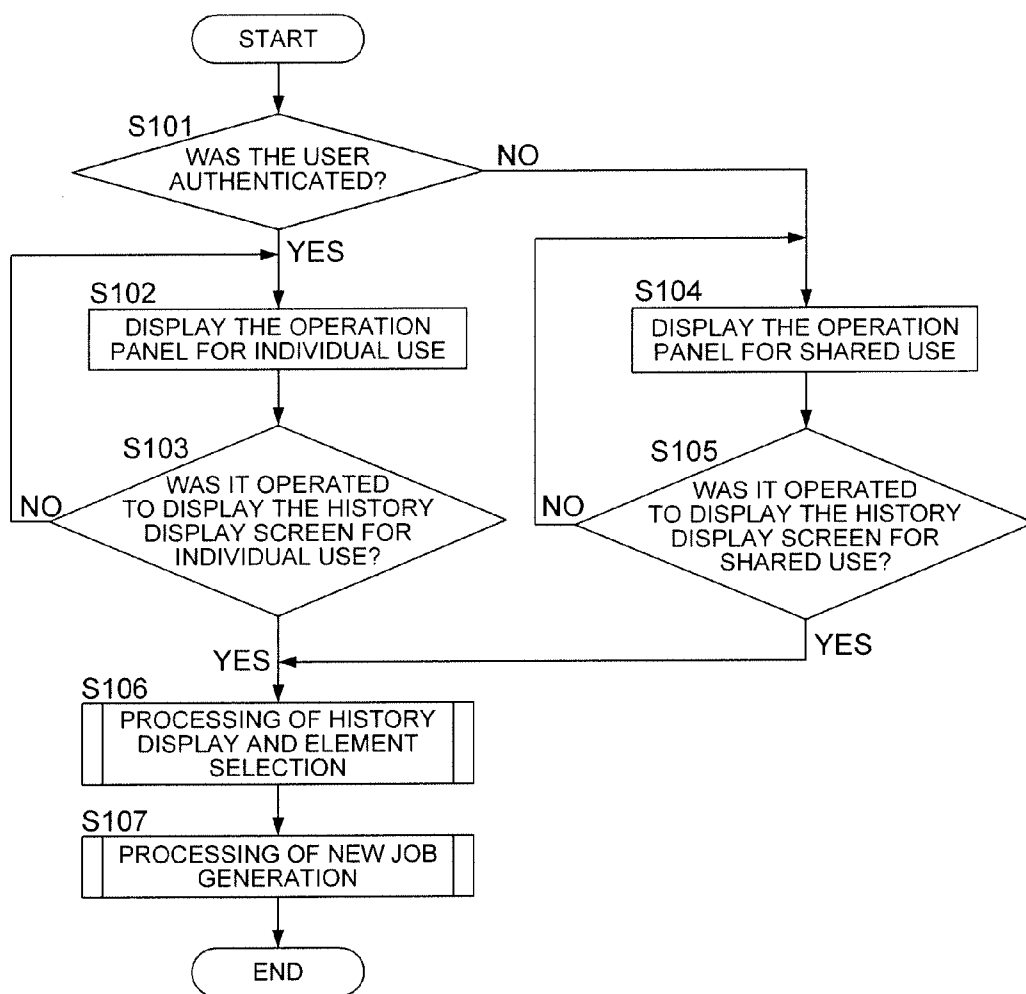 START
S101
WAS THE USER
AUTHENTICATED?
NO
YES
S102
DISPLAY THE OPERATION
PANEL FOR INDIVIDUAL USE
S104
DISPLAY THE OPERATION
PANEL FOR SHARED USE
S103
WAS IT OPERATED
TO DISPLAY THE HISTORY
DISPLAY SCREEN FOR
INDIVIDUAL USE?
NO
S105
WAS IT OPERATED
TO DISPLAY THE HISTORY
DISPLAY SCREEN FOR
SHARED USE?
NO
YES
YES
S106
PROCESSING OF HISTORY
DISPLAY AND ELEMENT
SELECTION
S107
PROCESSING OF NEW JOB
GENERATION
END